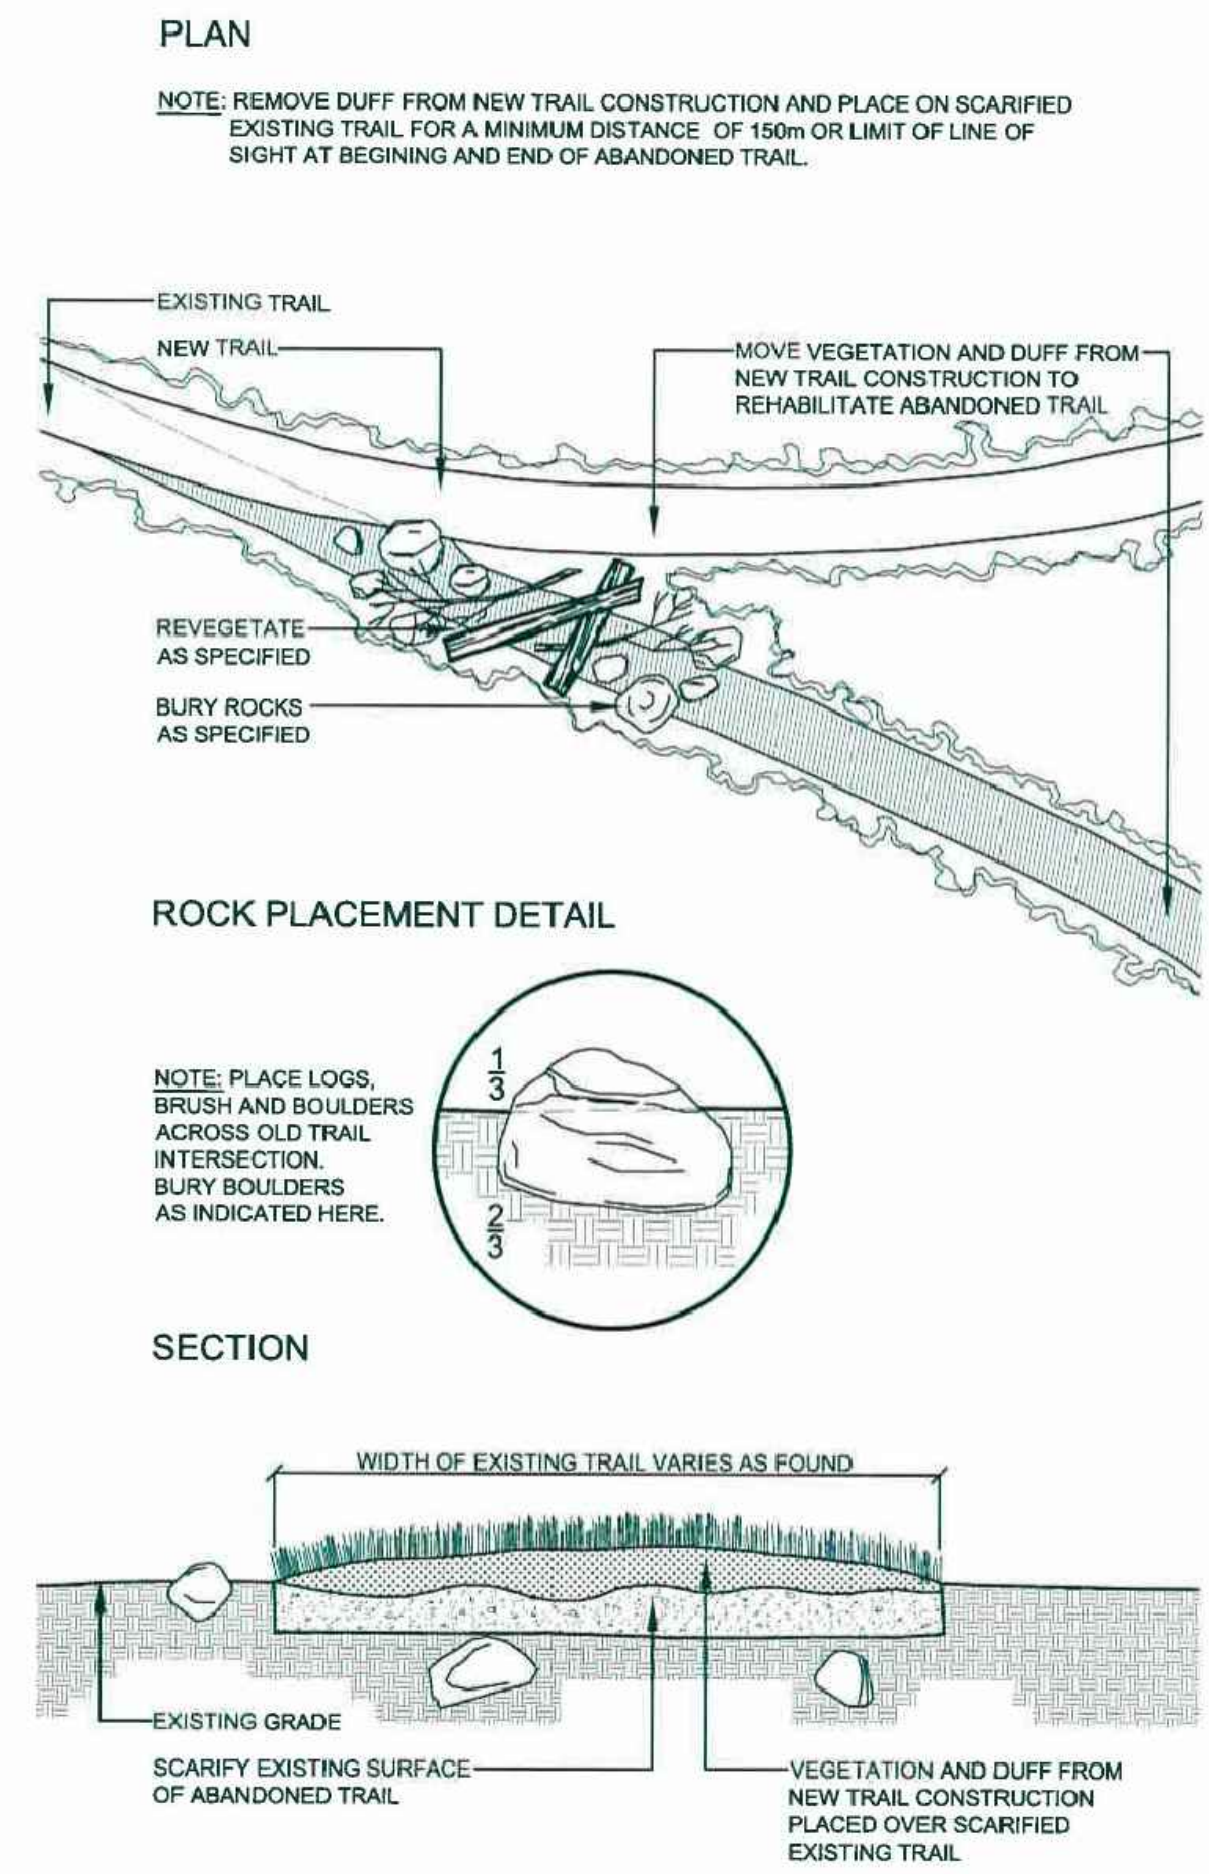 PLAN
NOTE: REMOVE DUFF FROM NEW TRAIL CONSTRUCTION AND PLACE ON SCARIFIED
EXISTING TRAIL FOR A MINIMUM DISTANCE OF 150m OR LIMIT OF LINE OF
SIGHT AT BEGINING AND END OF ABANDONED TRAIL.
EXISTING TRAIL
NEW TRAIL
MOVE VEGETATION AND DUFF FROM
NEW TRAIL CONSTRUCTION TO
REHABILITATE ABANDONED TRAIL
REVEGETATE
AS SPECIFIED
BURY ROCKS
AS SPECIFIED
ROCK PLACEMENT DETAIL
NOTE: PLACE LOGS,
BRUSH AND BOULDERS
ACROSS OLD TRAIL
INTERSECTION.
BURY BOULDERS
AS INDICATED HERE.
1/3
2/3
SECTION
WIDTH OF EXISTING TRAIL VARIES AS FOUND
EXISTING GRADE
SCARIFY EXISTING SURFACE
OF ABANDONED TRAIL
VEGETATION AND DUFF FROM
NEW TRAIL CONSTRUCTION
PLACED OVER SCARIFIED
EXISTING TRAIL